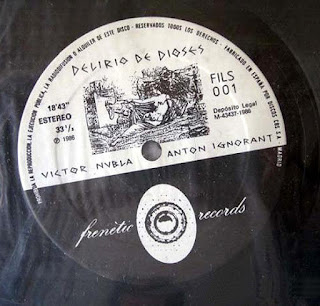 PROHIBIDA LA REPRODUCCIÓN, LA EJECUCIÓN PÚBLICA, LA RADIODIFUSIÓN O ALQUILER DE ESTE DISCO - RESERVADOS TODOS LOS DERECHOS - FABRICADO EN ESPAÑA POR DISCOS CBS S.A. MADRID
DELIRIO DE DIOSES
18'43"
ESTEREO
33⅓
℗ 1986
FILS
001
Depósito Legal
M-43437-1986
VICTOR NVBLA
ANTON IGNORANT
frenètic records